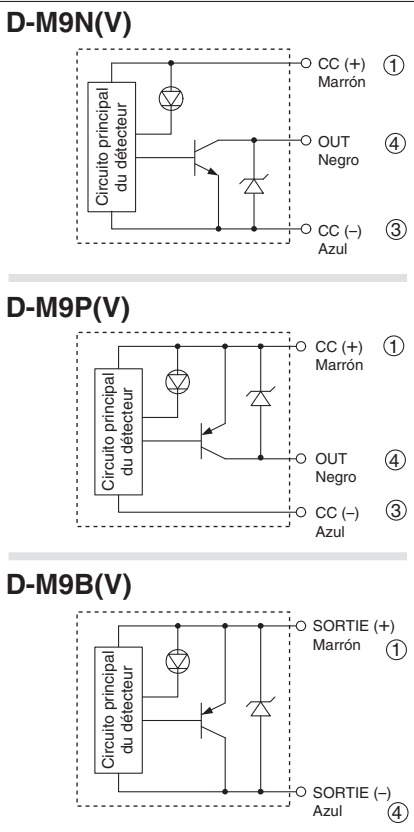 D-M9N(V)
Circuito principal
du détecteur
CC (+) ①
Marrón
OUT ④
Negro
CC (–) ③
Azul
D-M9P(V)
Circuito principal
du détecteur
CC (+) ①
Marrón
OUT ④
Negro
CC (–) ③
Azul
D-M9B(V)
Circuito principal
du détecteur
SORTIE (+)
Marrón ①
SORTIE (–)
Azul ④